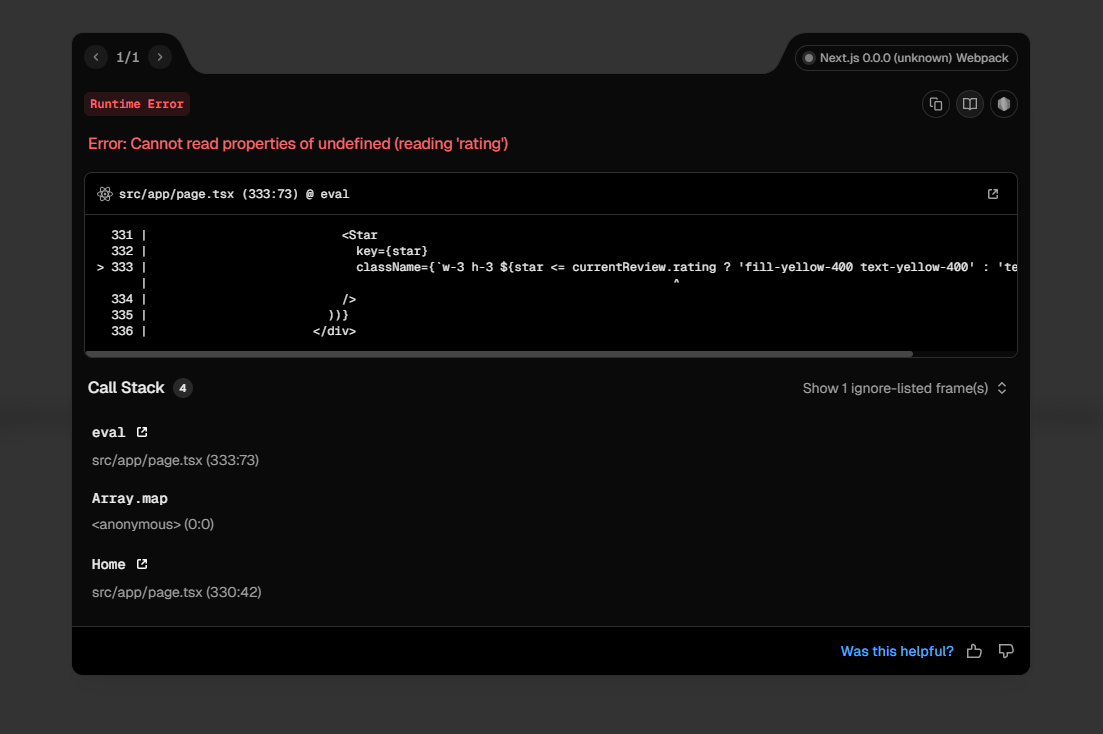 1/1
Next.js 0.0.0 (unknown) Webpack
Runtime Error
Error: Cannot read properties of undefined (reading 'rating')
src/app/page.tsx (333:73) @ eval
331 | <Star
332 | key={star}
> 333 | className={`w-3 h-3 ${star <= currentReview.rating ? 'fill-yellow-400 text-yellow-400' : 'te
| ^
334 | />
335 | ))}
336 | </div>
Call Stack 4
Show 1 ignore-listed frame(s)
eval
src/app/page.tsx (333:73)
Array.map
<anonymous> (0:0)
Home
src/app/page.tsx (330:42)
Was this helpful?